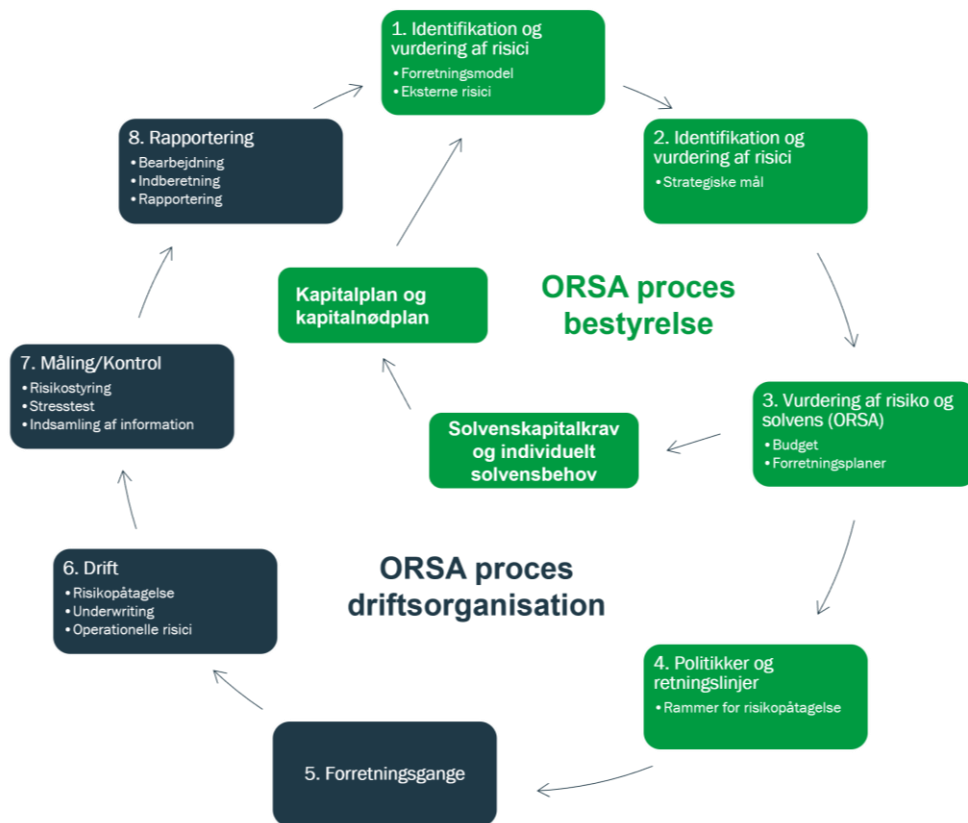 1. Identifikation og
vurdering af risici
•Forretningsmodel
•Eksterne risici
2. Identifikation og
vurdering af risici
•Strategiske mål
3. Vurdering af risiko og
solvens (ORSA)
•Budget
•Forretningsplaner
4. Politikker og
retningslinjer
•Rammer for risikopåtagelse
5. Forretningsgange
6. Drift
•Risikopåtagelse
•Underwriting
•Operationelle risici
7. Måling/Kontrol
•Risikostyring
•Stresstest
•Indsamling af information
8. Rapportering
•Bearbejdning
•Indberetning
•Rapportering
Kapitalplan og
kapitalnødplan
ORSA proces
bestyrelse
Solvenskapitalkrav
og individuelt
solvensbehov
ORSA proces
driftsorganisation